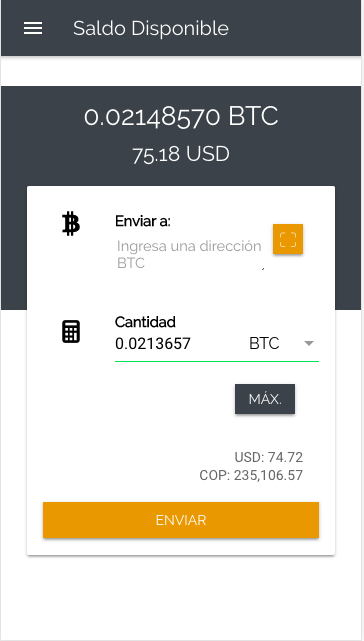 Saldo Disponible
0.02148570 BTC
75.18 USD
Enviar a:
Ingresa una dirección
BTC
Cantidad
0.0213657 BTC
MÁX.
USD: 74.72
COP: 235,106.57
ENVIAR